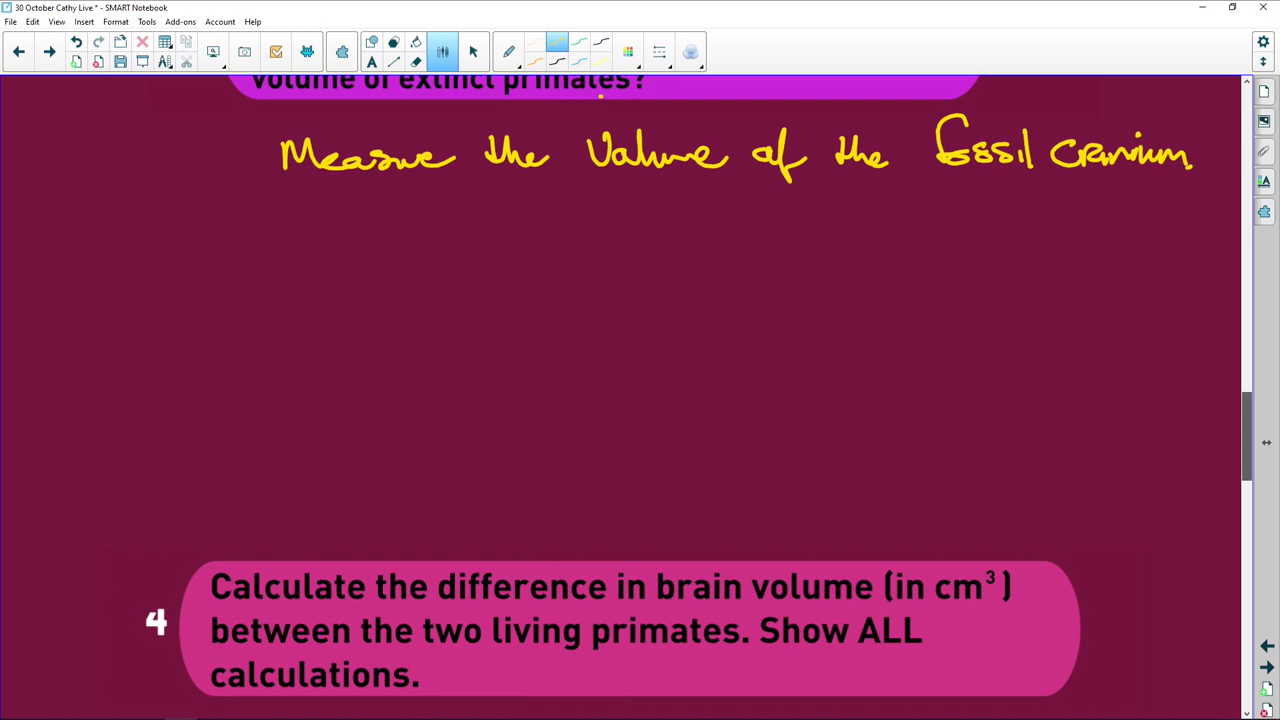 30 October Cathy Live * - SMART Notebook
File Edit View Insert Format Tools Add-ons Account Help
volume of extinct primates?
Measure the volume of the fossil cranium.
4
Calculate the difference in brain volume (in cm³)
between the two living primates. Show ALL
calculations.